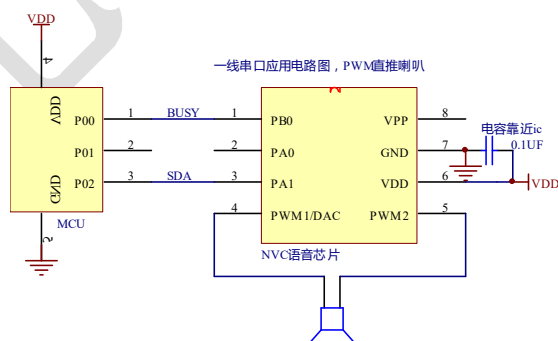 VDD
一线串口应用电路图，PWM直推喇叭
4
VDD
P00 1 BUSY 1 PB0 VPP 8
电容靠近ic
0.1UF
P01 2 2 PA0 GND 7
GND P02 3 SDA 3 PA1 VDD 6 VDD
MCU 4 PWM1/DAC PWM2 5
NVC语音芯片